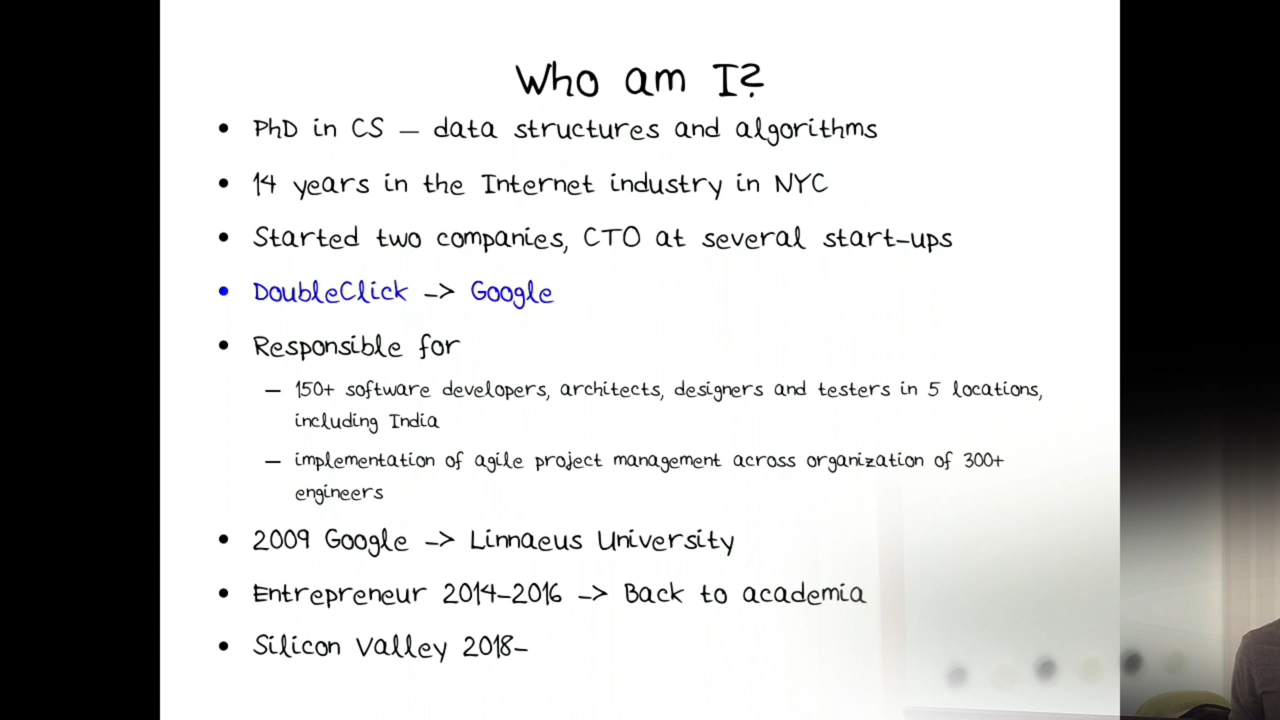 Who am I?
• PhD in CS – data structures and algorithms
• 14 years in the Internet industry in NYC
• Started two companies, CTO at several start-ups
• DoubleClick -> Google
• Responsible for
– 150+ software developers, architects, designers and testers in 5 locations,
including India
– implementation of agile project management across organization of 300+
engineers
• 2009 Google -> Linnaeus University
• Entrepreneur 2014-2016 -> Back to academia
• Silicon Valley 2018-